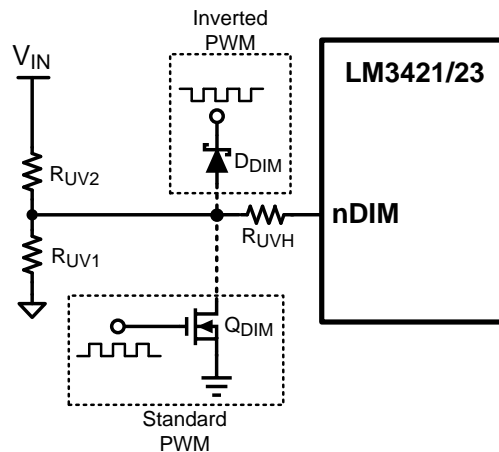 Inverted
PWM
VIN
LM3421/23
DDIM
RUV2
nDIM
RUVH
RUV1
QDIM
Standard
PWM